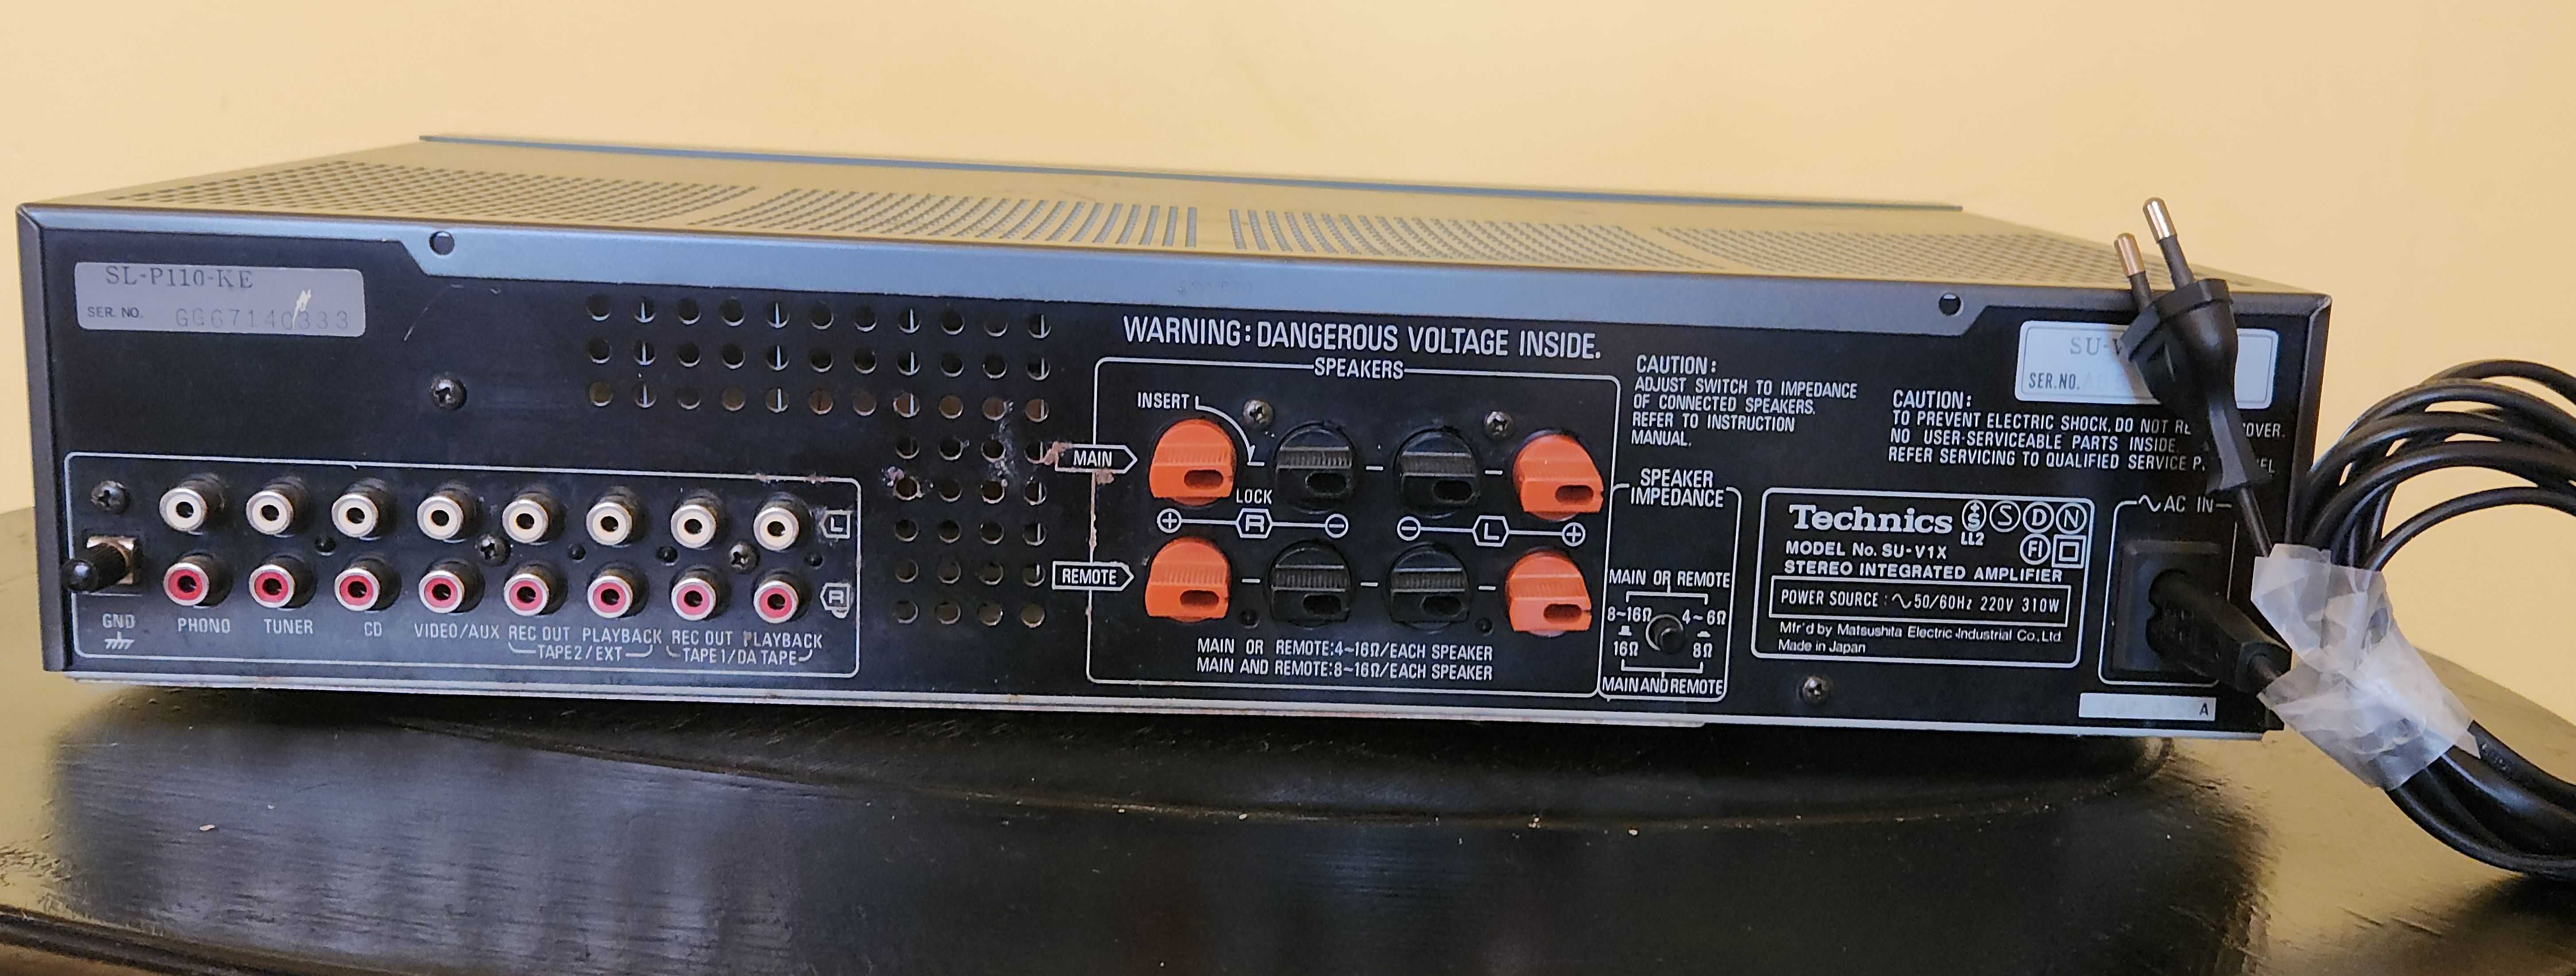 SL-P110-KE
SER. NO. GG67140333
WARNING: DANGEROUS VOLTAGE INSIDE.
SPEAKERS
INSERT
MAIN
LOCK
+ R − − L +
REMOTE
MAIN OR REMOTE:4~16Ω/EACH SPEAKER
MAIN AND REMOTE:8~16Ω/EACH SPEAKER
CAUTION:
ADJUST SWITCH TO IMPEDANCE
OF CONNECTED SPEAKERS.
REFER TO INSTRUCTION
MANUAL.
SPEAKER
IMPEDANCE
MAIN OR REMOTE
8~16Ω 4~6Ω
16Ω 8Ω
MAIN AND REMOTE
SU-V
SER.NO.
CAUTION:
TO PREVENT ELECTRIC SHOCK, DO NOT
NO USER-SERVICEABLE PARTS INSIDE.
REFER SERVICING TO QUALIFIED SERVICE
Technics S S D N
LL2 FI
MODEL No. SU-V1X
STEREO INTEGRATED AMPLIFIER
POWER SOURCE: ∿50/60Hz 220V 310W
Mfr'd by Matsushita Electric Industrial Co., Ltd.
Made in Japan
∿AC IN
A
L
R
GND
PHONO
TUNER
CD
VIDEO/AUX
REC OUT PLAYBACK
TAPE2/EXT
REC OUT PLAYBACK
TAPE1/DA TAPE